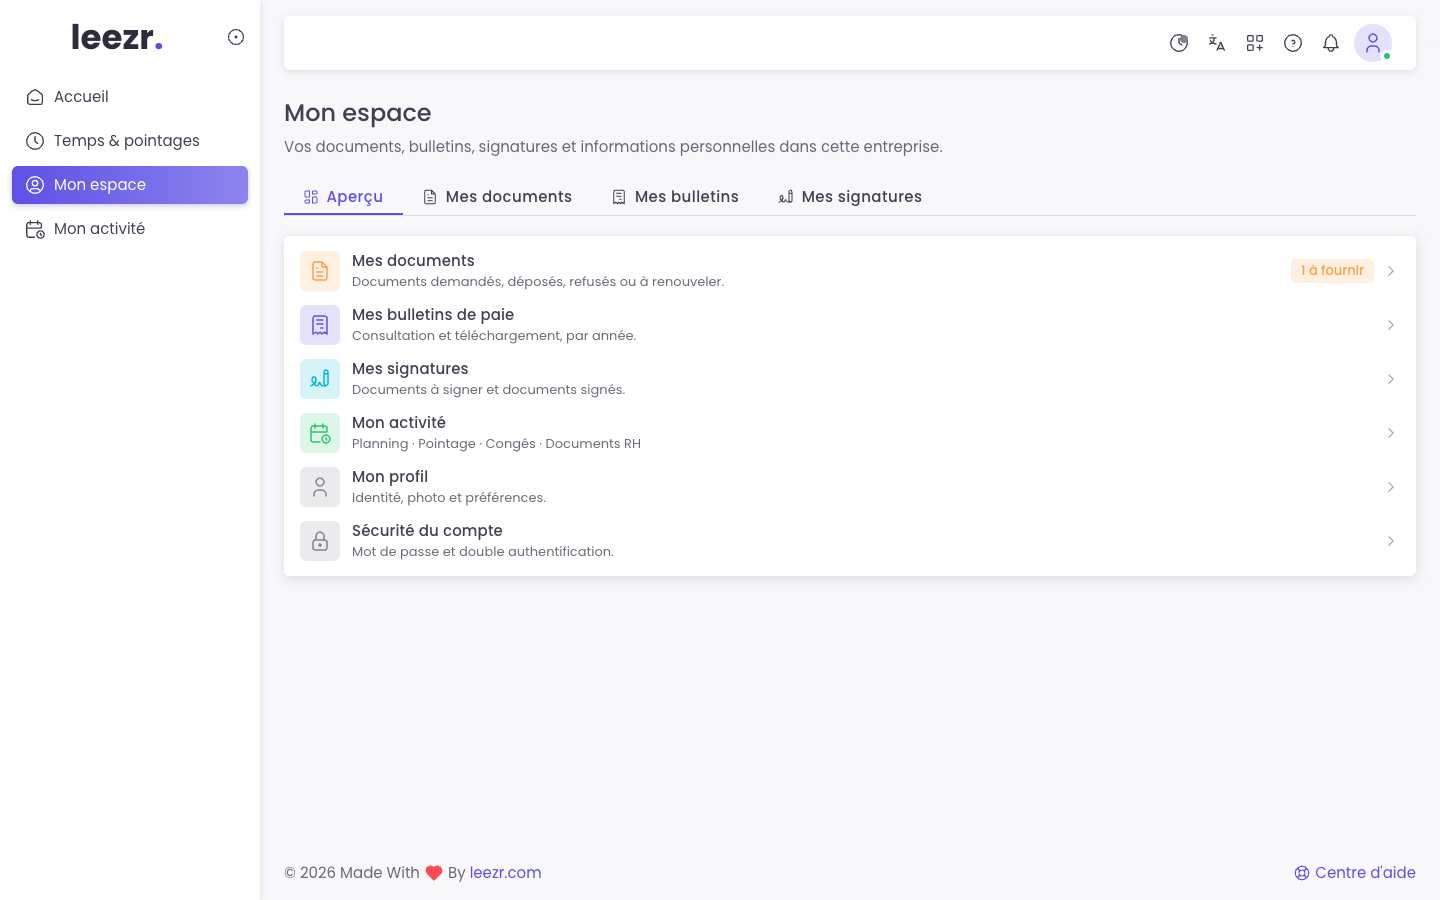 leezr.
Accueil
Temps & pointages
Mon espace
Mon activité
Mon espace
Vos documents, bulletins, signatures et informations personnelles dans cette entreprise.
Aperçu
Mes documents
Mes bulletins
Mes signatures
Mes documents
Documents demandés, déposés, refusés ou à renouveler.
1 à fournir
Mes bulletins de paie
Consultation et téléchargement, par année.
Mes signatures
Documents à signer et documents signés.
Mon activité
Planning · Pointage · Congés · Documents RH
Mon profil
Identité, photo et préférences.
Sécurité du compte
Mot de passe et double authentification.
© 2026 Made With ❤ By leezr.com
Centre d'aide